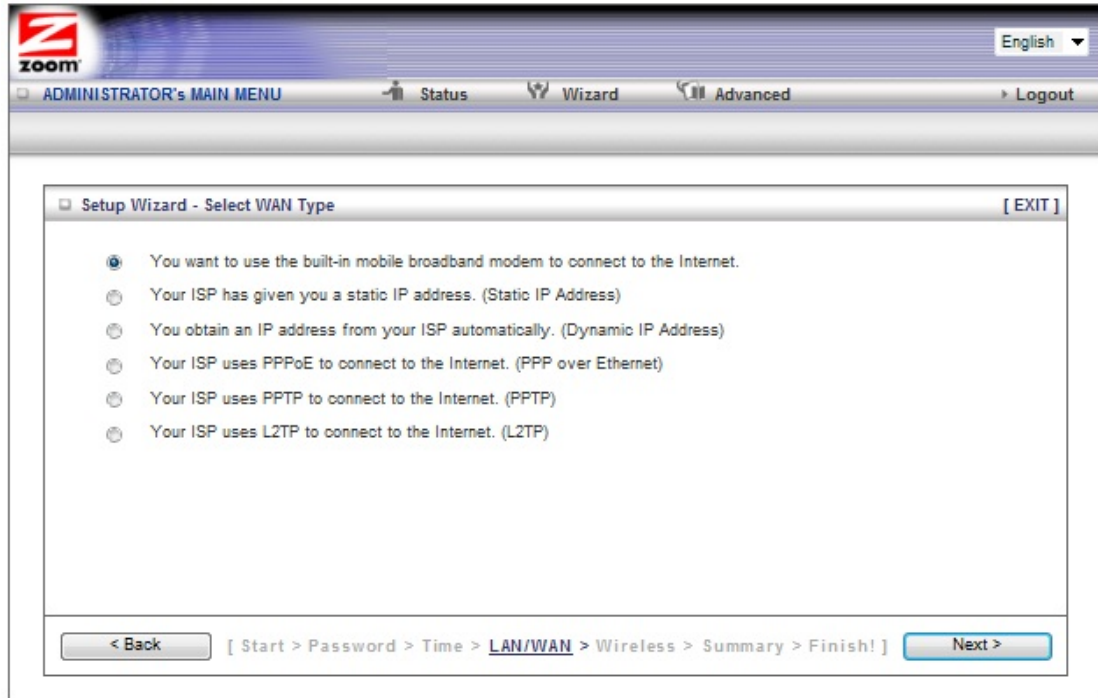 zoom
English
ADMINISTRATOR's MAIN MENU Status Wizard Advanced Logout
Setup Wizard - Select WAN Type [ EXIT ]
You want to use the built-in mobile broadband modem to connect to the Internet.
Your ISP has given you a static IP address. (Static IP Address)
You obtain an IP address from your ISP automatically. (Dynamic IP Address)
Your ISP uses PPPoE to connect to the Internet. (PPP over Ethernet)
Your ISP uses PPTP to connect to the Internet. (PPTP)
Your ISP uses L2TP to connect to the Internet. (L2TP)
< Back [ Start > Password > Time > LAN/WAN > Wireless > Summary > Finish! ] Next >